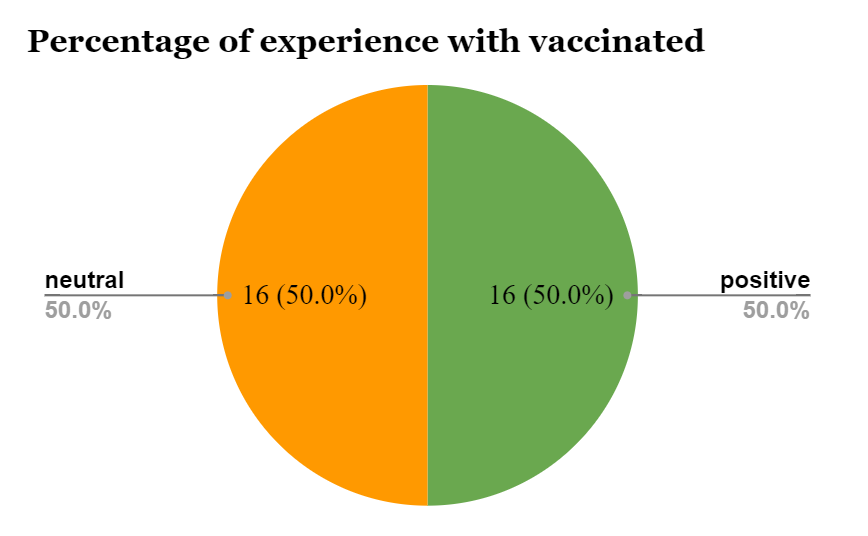 Percentage of experience with vaccinated
neutral
50.0%
16 (50.0%)
16 (50.0%)
positive
50.0%